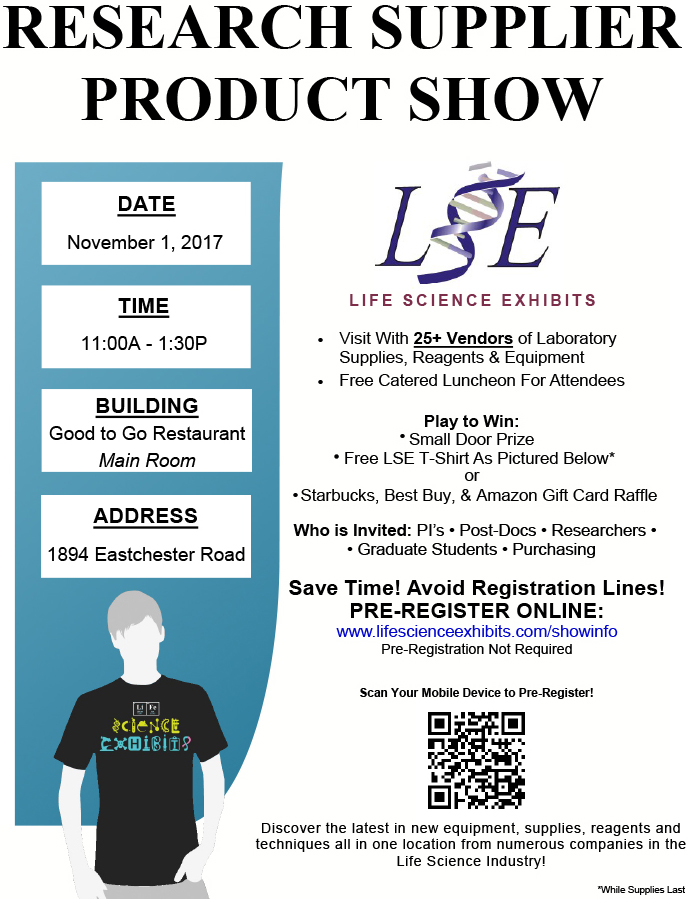 RESEARCH SUPPLIER
PRODUCT SHOW
DATE
November 1, 2017
TIME
11:00A - 1:30P
BUILDING
Good to Go Restaurant
Main Room
ADDRESS
1894 Eastchester Road
LSE
LIFE SCIENCE EXHIBITS
• Visit With 25+ Vendors of Laboratory
Supplies, Reagents & Equipment
• Free Catered Luncheon For Attendees
Play to Win:
• Small Door Prize
• Free LSE T-Shirt As Pictured Below*
or
• Starbucks, Best Buy, & Amazon Gift Card Raffle
Who is Invited: PI's • Post-Docs • Researchers •
• Graduate Students • Purchasing
Save Time! Avoid Registration Lines!
PRE-REGISTER ONLINE:
www.lifescienceexhibits.com/showinfo
Pre-Registration Not Required
Scan Your Mobile Device to Pre-Register!
Li Fe
SCIENCE
EXHIBITS
Discover the latest in new equipment, supplies, reagents and
techniques all in one location from numerous companies in the
Life Science Industry!
*While Supplies Last